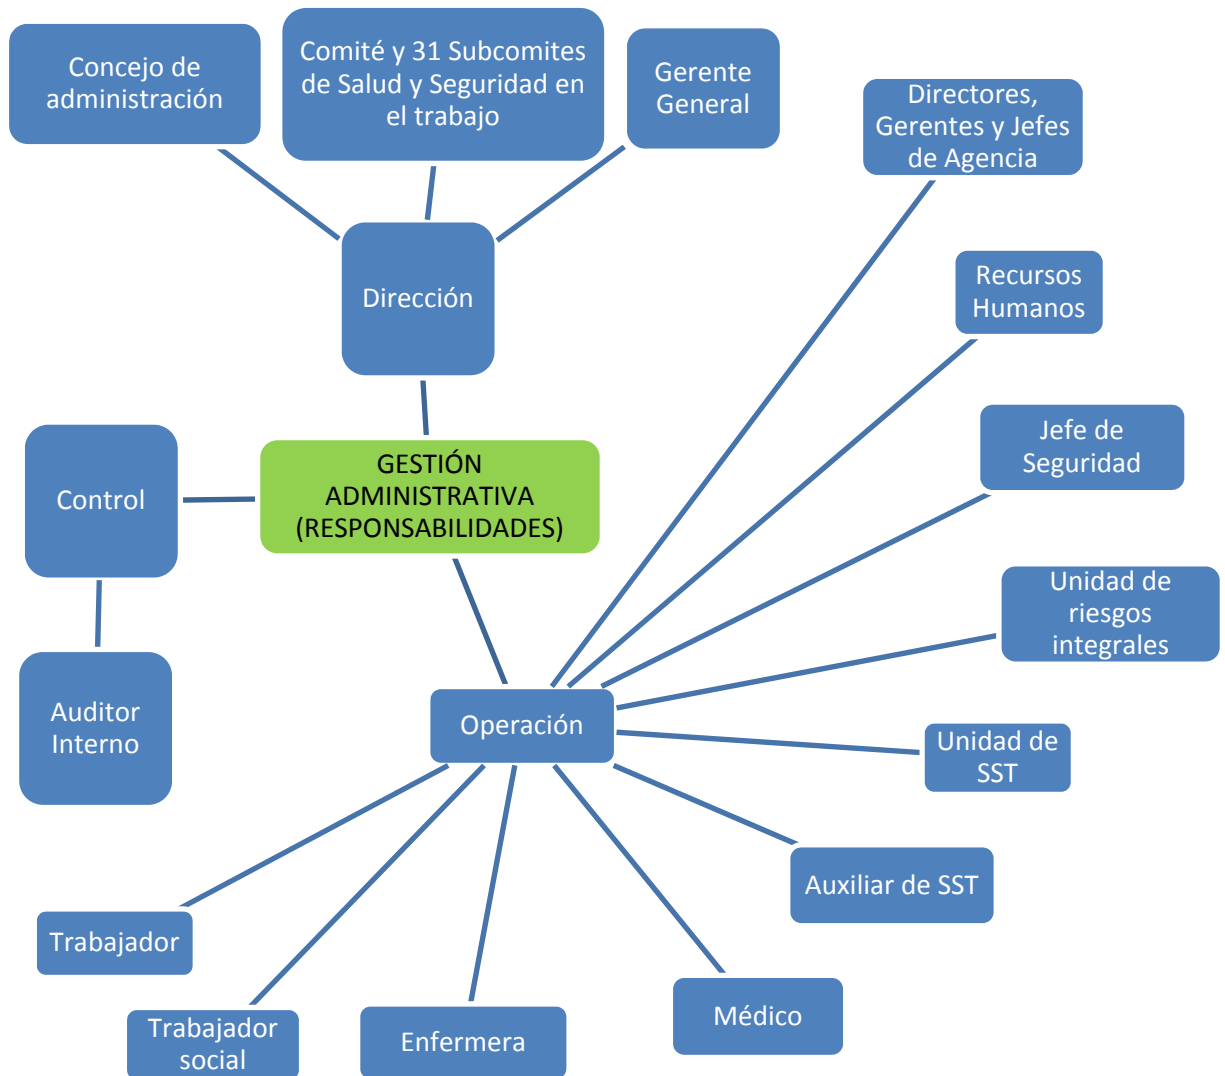 Concejo de
administración
Comité y 31 Subcomites
de Salud y Seguridad en
el trabajo
Gerente
General
Directores,
Gerentes y Jefes
de Agencia
Dirección
Recursos
Humanos
Jefe de
Seguridad
Control
GESTIÓN
ADMINISTRATIVA
(RESPONSABILIDADES)
Unidad de
riesgos
integrales
Auditor
Interno
Operación
Unidad de
SST
Auxiliar de SST
Trabajador
Trabajador
social
Enfermera
Médico